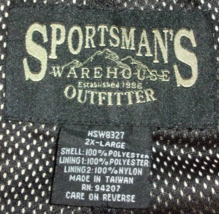 SPORTSMAN'S
WAREHOUSE
Established 1986
OUTFITTER
HSW8327
2X-LARGE
SHELL:100% POLYESTER
LINING1:100% POLYESTER
LINING2:100% NYLON
MADE IN TAIWAN
RN: 94207
CARE ON REVERSE